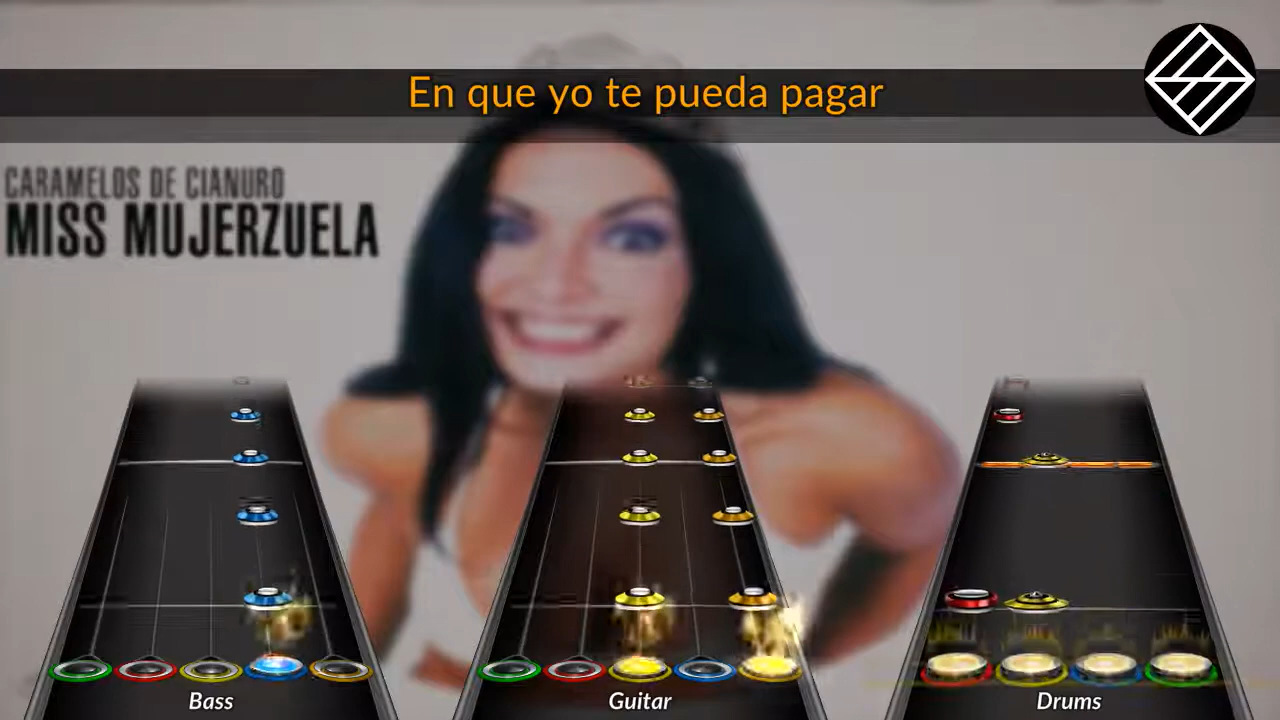 En que yo te pueda pagar
CARAMELOS DE CIANURO
MISS MUJERZUELA
Bass
Guitar
Drums